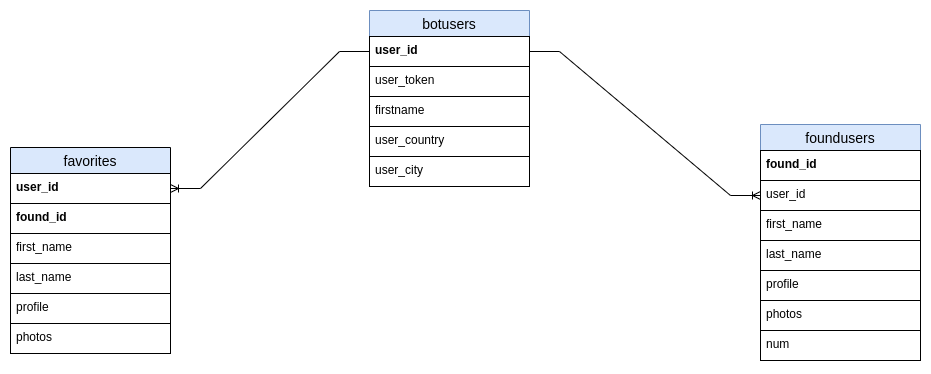 botusers
user_id
user_token
firstname
user_country
user_city
favorites
user_id
found_id
first_name
last_name
profile
photos
foundusers
found_id
user_id
first_name
last_name
profile
photos
num